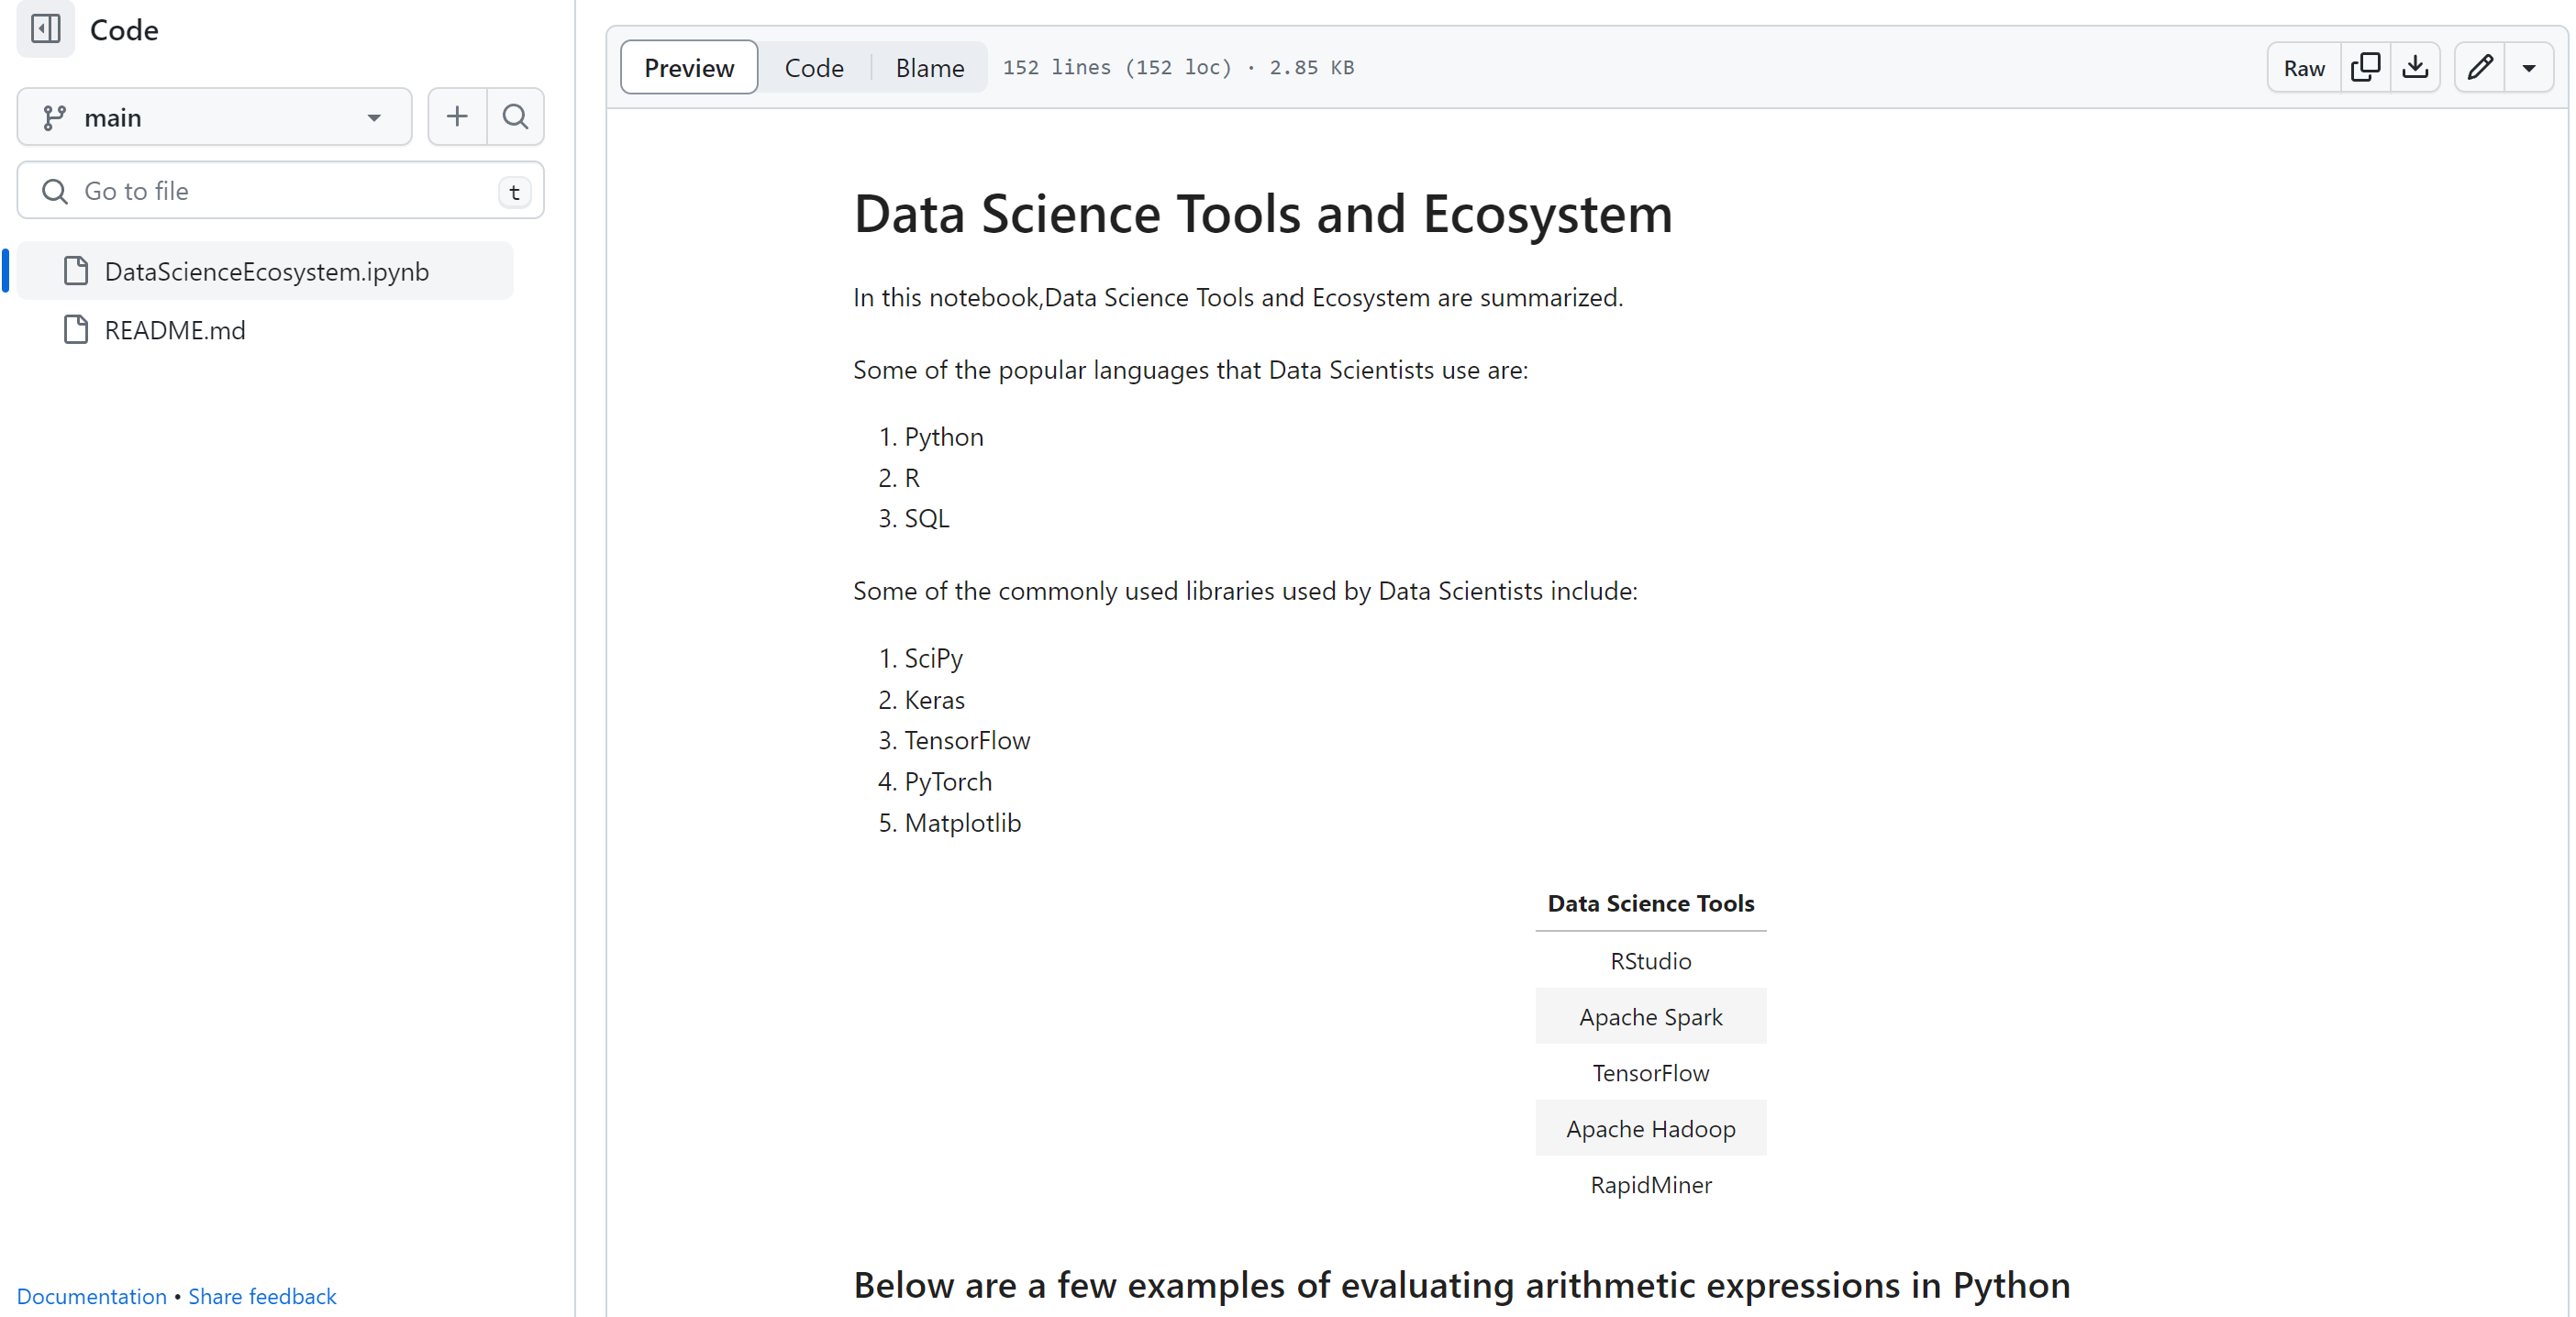 Code
main
Go to file
t
DataScienceEcosystem.ipynb
README.md
Documentation • Share feedback
Preview Code Blame 152 lines (152 loc) · 2.85 KB
Raw
Data Science Tools and Ecosystem
In this notebook,Data Science Tools and Ecosystem are summarized.
Some of the popular languages that Data Scientists use are:
1. Python
2. R
3. SQL
Some of the commonly used libraries used by Data Scientists include:
1. SciPy
2. Keras
3. TensorFlow
4. PyTorch
5. Matplotlib
Data Science Tools
RStudio
Apache Spark
TensorFlow
Apache Hadoop
RapidMiner
Below are a few examples of evaluating arithmetic expressions in Python